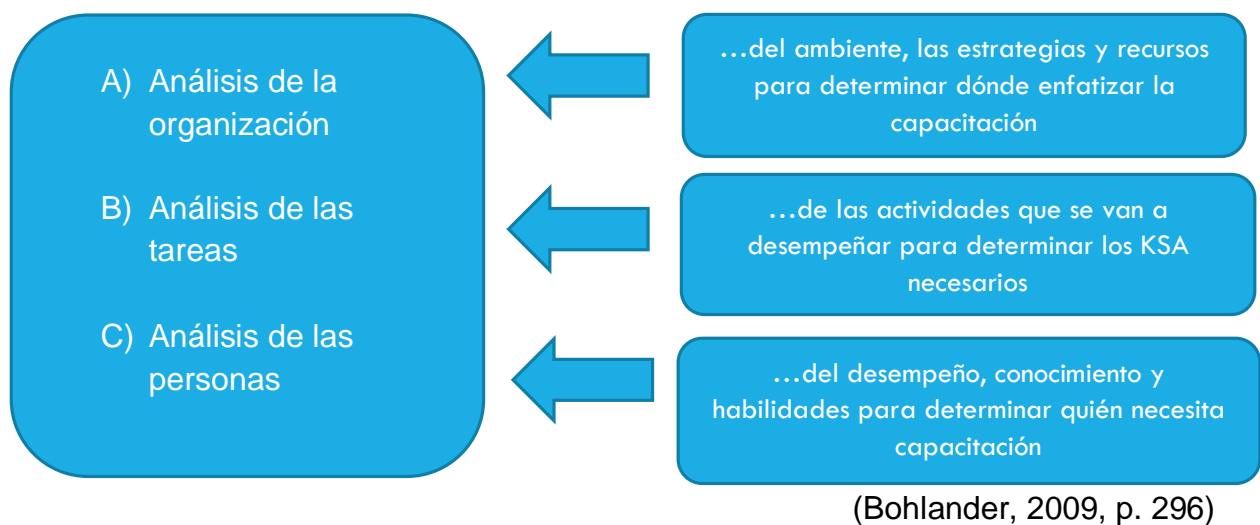 A) Análisis de la
organización
B) Análisis de las
tareas
C) Análisis de las
personas
…del ambiente, las estrategias y recursos
para determinar dónde enfatizar la
capacitación
…de las actividades que se van a
desempeñar para determinar los KSA
necesarios
…del desempeño, conocimiento y
habilidades para determinar quién necesita
capacitación
(Bohlander, 2009, p. 296)